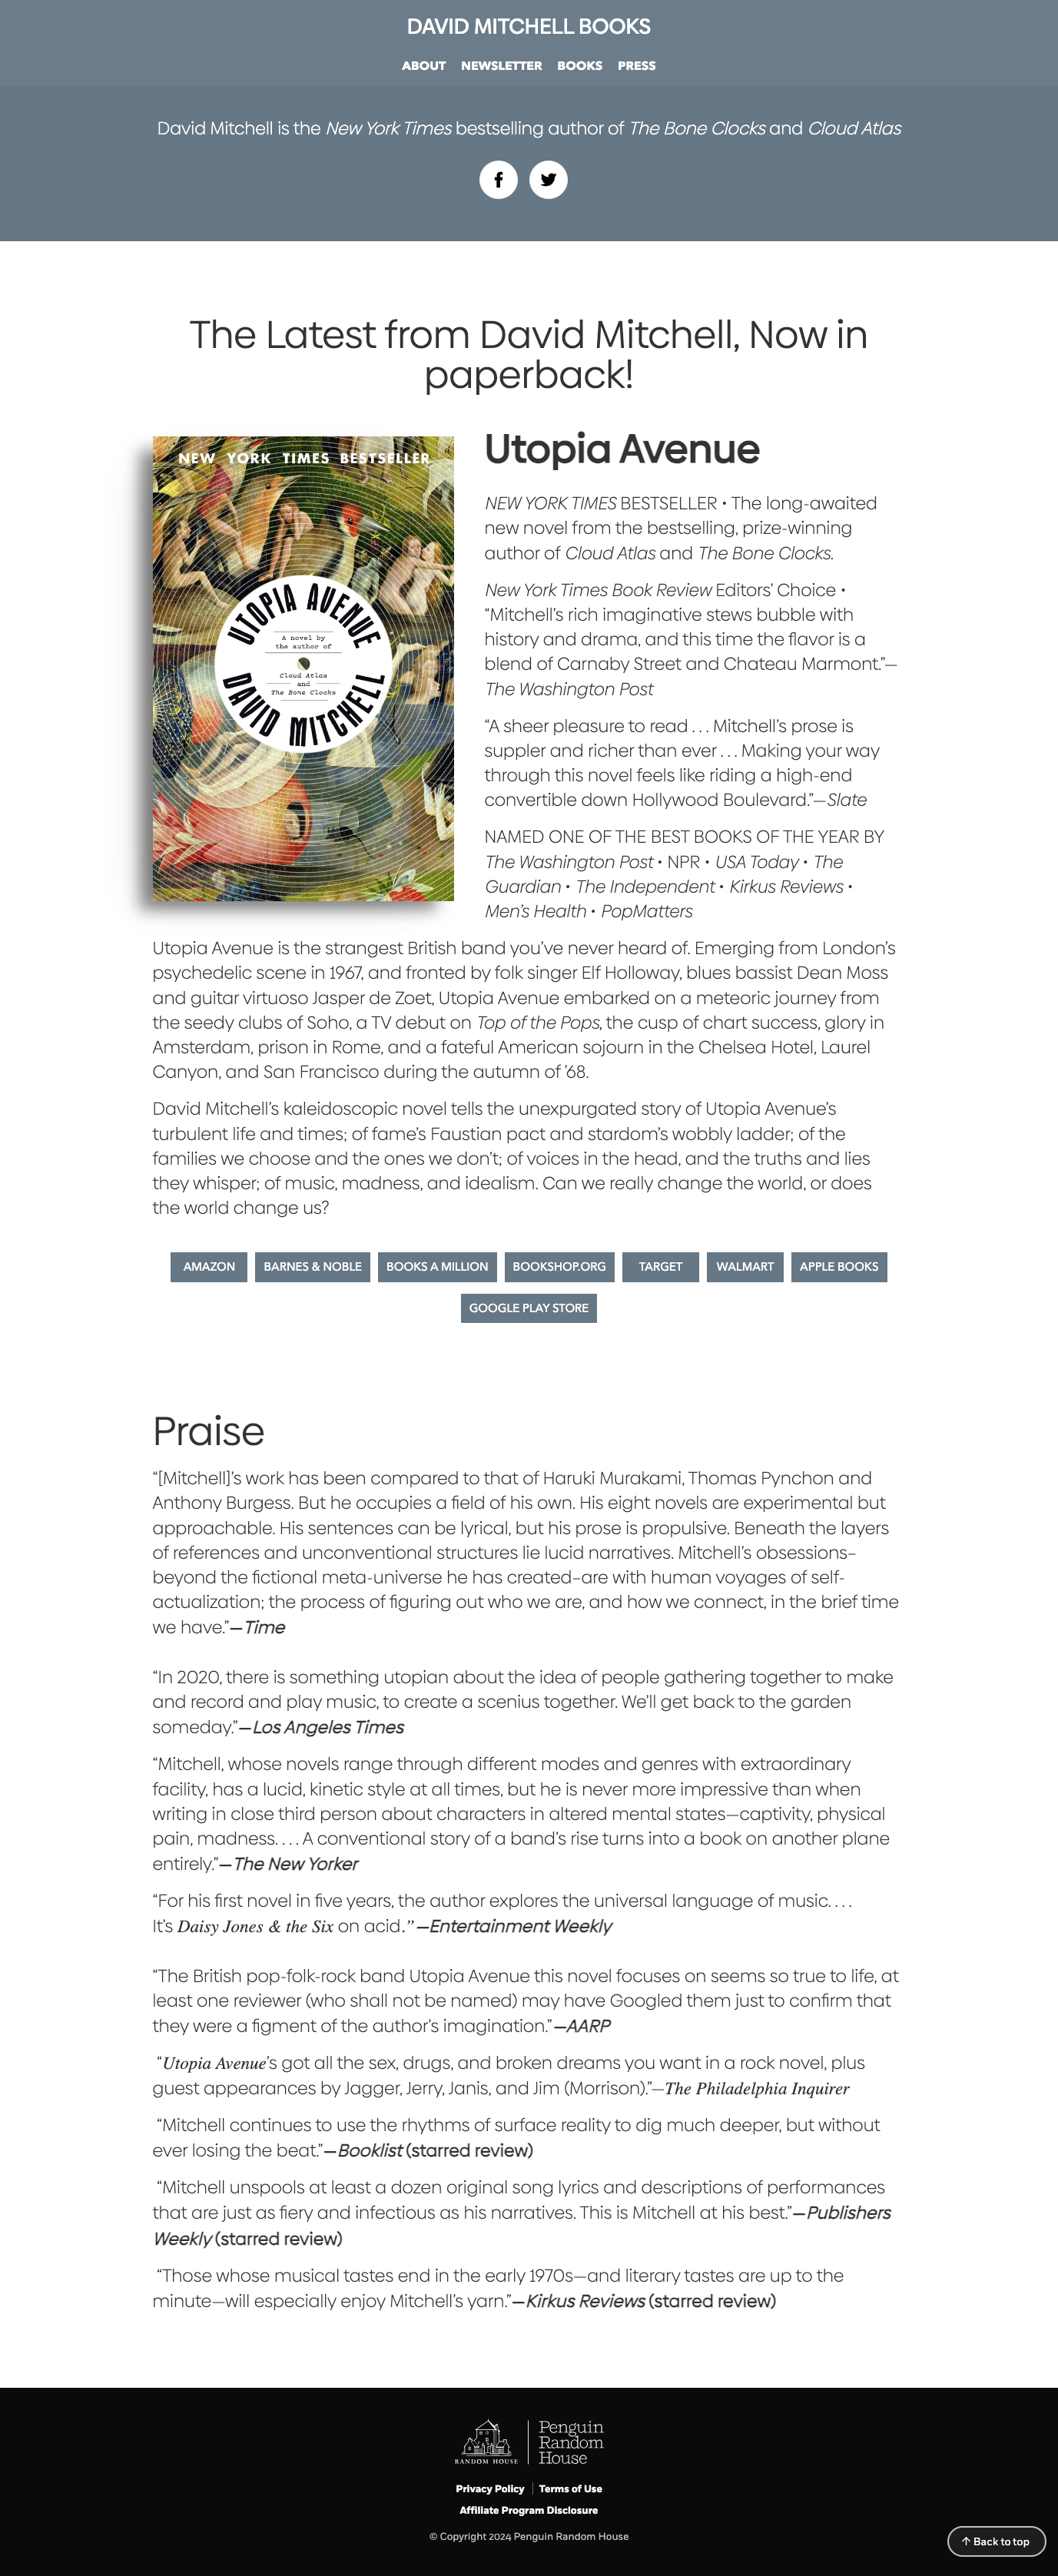 DAVID MITCHELL BOOKS
ABOUT NEWSLETTER BOOKS PRESS
David Mitchell is the New York Times bestselling author of The Bone Clocks and Cloud Atlas
The Latest from David Mitchell, Now in
paperback!
NEW YORK TIMES BESTSELLER
UTOPIA AVENUE
A novel by
the author of
Cloud Atlas
and
The Bone Clocks
DAVID MITCHELL
Utopia Avenue
NEW YORK TIMES BESTSELLER • The long-awaited
new novel from the bestselling, prize-winning
author of Cloud Atlas and The Bone Clocks.
New York Times Book Review Editors’ Choice •
“Mitchell’s rich imaginative stews bubble with
history and drama, and this time the flavor is a
blend of Carnaby Street and Chateau Marmont.”—
The Washington Post
“A sheer pleasure to read . . . Mitchell’s prose is
suppler and richer than ever . . . Making your way
through this novel feels like riding a high-end
convertible down Hollywood Boulevard.”—Slate
NAMED ONE OF THE BEST BOOKS OF THE YEAR BY
The Washington Post • NPR • USA Today • The
Guardian • The Independent • Kirkus Reviews •
Men’s Health • PopMatters
Utopia Avenue is the strangest British band you’ve never heard of. Emerging from London’s
psychedelic scene in 1967, and fronted by folk singer Elf Holloway, blues bassist Dean Moss
and guitar virtuoso Jasper de Zoet, Utopia Avenue embarked on a meteoric journey from
the seedy clubs of Soho, a TV debut on Top of the Pops, the cusp of chart success, glory in
Amsterdam, prison in Rome, and a fateful American sojourn in the Chelsea Hotel, Laurel
Canyon, and San Francisco during the autumn of ’68.
David Mitchell’s kaleidoscopic novel tells the unexpurgated story of Utopia Avenue’s
turbulent life and times; of fame’s Faustian pact and stardom’s wobbly ladder; of the
families we choose and the ones we don’t; of voices in the head, and the truths and lies
they whisper; of music, madness, and idealism. Can we really change the world, or does
the world change us?
AMAZON BARNES & NOBLE BOOKS A MILLION BOOKSHOP.ORG TARGET WALMART APPLE BOOKS
GOOGLE PLAY STORE
Praise
“[Mitchell]’s work has been compared to that of Haruki Murakami, Thomas Pynchon and
Anthony Burgess. But he occupies a field of his own. His eight novels are experimental but
approachable. His sentences can be lyrical, but his prose is propulsive. Beneath the layers
of references and unconventional structures lie lucid narratives. Mitchell’s obsessions–
beyond the fictional meta-universe he has created–are with human voyages of self-
actualization; the process of figuring out who we are, and how we connect, in the brief time
we have.”—Time
“In 2020, there is something utopian about the idea of people gathering together to make
and record and play music, to create a scenius together. We’ll get back to the garden
someday.”—Los Angeles Times
“Mitchell, whose novels range through different modes and genres with extraordinary
facility, has a lucid, kinetic style at all times, but he is never more impressive than when
writing in close third person about characters in altered mental states—captivity, physical
pain, madness. . . . A conventional story of a band’s rise turns into a book on another plane
entirely.”—The New Yorker
“For his first novel in five years, the author explores the universal language of music. . . .
It’s Daisy Jones & the Six on acid.”—Entertainment Weekly
“The British pop-folk-rock band Utopia Avenue this novel focuses on seems so true to life, at
least one reviewer (who shall not be named) may have Googled them just to confirm that
they were a figment of the author’s imagination.”—AARP
“Utopia Avenue’s got all the sex, drugs, and broken dreams you want in a rock novel, plus
guest appearances by Jagger, Jerry, Janis, and Jim (Morrison).”—The Philadelphia Inquirer
“Mitchell continues to use the rhythms of surface reality to dig much deeper, but without
ever losing the beat.”—Booklist (starred review)
“Mitchell unspools at least a dozen original song lyrics and descriptions of performances
that are just as fiery and infectious as his narratives. This is Mitchell at his best.”—Publishers
Weekly (starred review)
“Those whose musical tastes end in the early 1970s—and literary tastes are up to the
minute—will especially enjoy Mitchell’s yarn.”—Kirkus Reviews (starred review)
RANDOM HOUSE
Penguin
Random
House
Privacy Policy Terms of Use
Affiliate Program Disclosure
© Copyright 2024 Penguin Random House
↑ Back to top